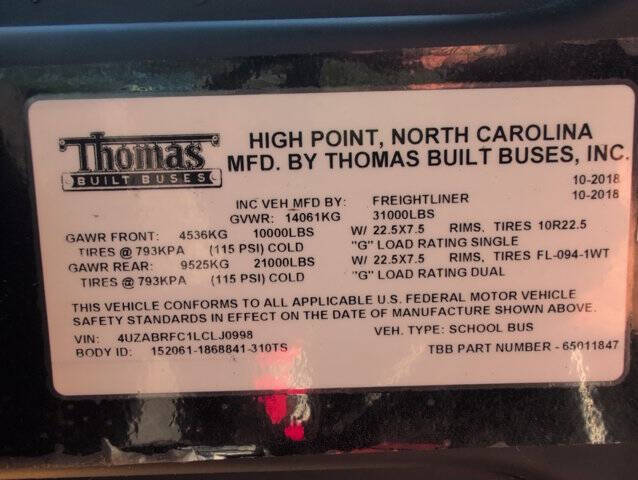 Thomas
BUILT BUSES
HIGH POINT, NORTH CAROLINA
MFD. BY THOMAS BUILT BUSES, INC.
10-2018
INC VEH MFD BY: FREIGHTLINER 10-2018
GVWR: 14061KG 31000LBS
GAWR FRONT: 4536KG 10000LBS W/ 22.5X7.5 RIMS, TIRES 10R22.5
TIRES @ 793KPA (115 PSI) COLD "G" LOAD RATING SINGLE
GAWR REAR: 9525KG 21000LBS W/ 22.5X7.5 RIMS, TIRES FL-094-1WT
TIRES @ 793KPA (115 PSI) COLD "G" LOAD RATING DUAL
THIS VEHICLE CONFORMS TO ALL APPLICABLE U.S. FEDERAL MOTOR VEHICLE
SAFETY STANDARDS IN EFFECT ON THE DATE OF MANUFACTURE SHOWN ABOVE.
VIN: 4UZABRFC1LCLJ0998 VEH. TYPE: SCHOOL BUS
BODY ID: 152061-1868841-310TS TBB PART NUMBER - 65011847